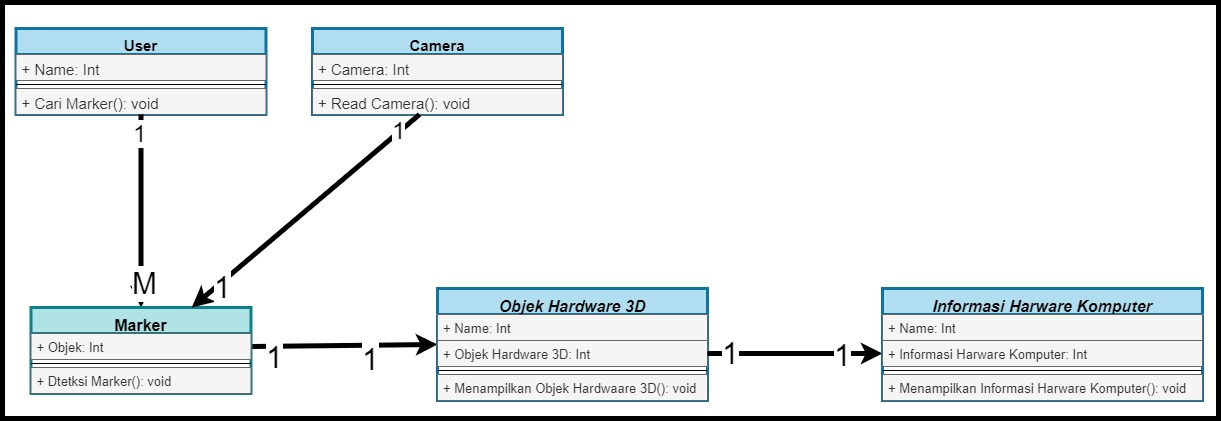 User
+ Name: Int
+ Cari Marker(): void
Camera
+ Camera: Int
+ Read Camera(): void
1
1
M
1
Marker
+ Objek: Int
+ Dtetksi Marker(): void
1
1
Objek Hardware 3D
+ Name: Int
+ Objek Hardware 3D: Int
+ Menampilkan Objek Hardwaare 3D(): void
1
1
Informasi Harware Komputer
+ Name: Int
+ Informasi Harware Komputer: Int
+ Menampilkan Informasi Harware Komputer(): void